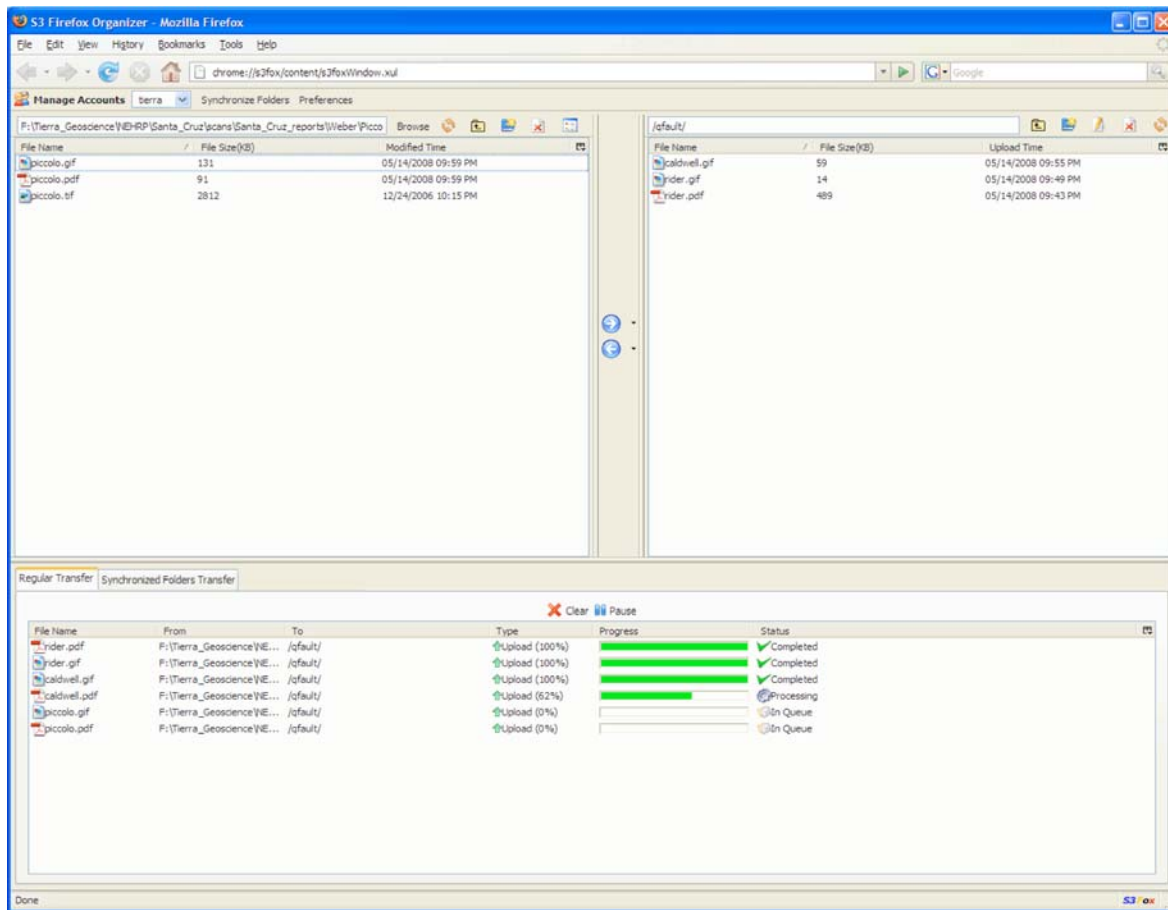 S3 Firefox Organizer - Mozilla Firefox
File Edit View History Bookmarks Tools Help
chrome://s3fox/content/s3foxWindow.xul Google
Manage Accounts tierra Synchronize Folders Preferences
F:\Tierra_Geoscience\NEHRP\Santa_Cruz\scans\Santa_Cruz_reports\Weber\Picco Browse /qfault/
File Name File Size(KB) Modified Time File Name File Size(KB) Upload Time
piccolo.gif 131 05/14/2008 09:59 PM caldwell.gif 59 05/14/2008 09:55 PM
piccolo.pdf 91 05/14/2008 09:59 PM rider.gif 14 05/14/2008 09:49 PM
piccolo.tif 2812 12/24/2006 10:15 PM rider.pdf 489 05/14/2008 09:43 PM
Regular Transfer Synchronized Folders Transfer
Clear Pause
File Name From To Type Progress Status
rider.pdf F:\Tierra_Geoscience\NE... /qfault/ Upload (100%) Completed
rider.gif F:\Tierra_Geoscience\NE... /qfault/ Upload (100%) Completed
caldwell.gif F:\Tierra_Geoscience\NE... /qfault/ Upload (100%) Completed
caldwell.pdf F:\Tierra_Geoscience\NE... /qfault/ Upload (62%) Processing
piccolo.gif F:\Tierra_Geoscience\NE... /qfault/ Upload (0%) In Queue
piccolo.pdf F:\Tierra_Geoscience\NE... /qfault/ Upload (0%) In Queue
Done S3Fox